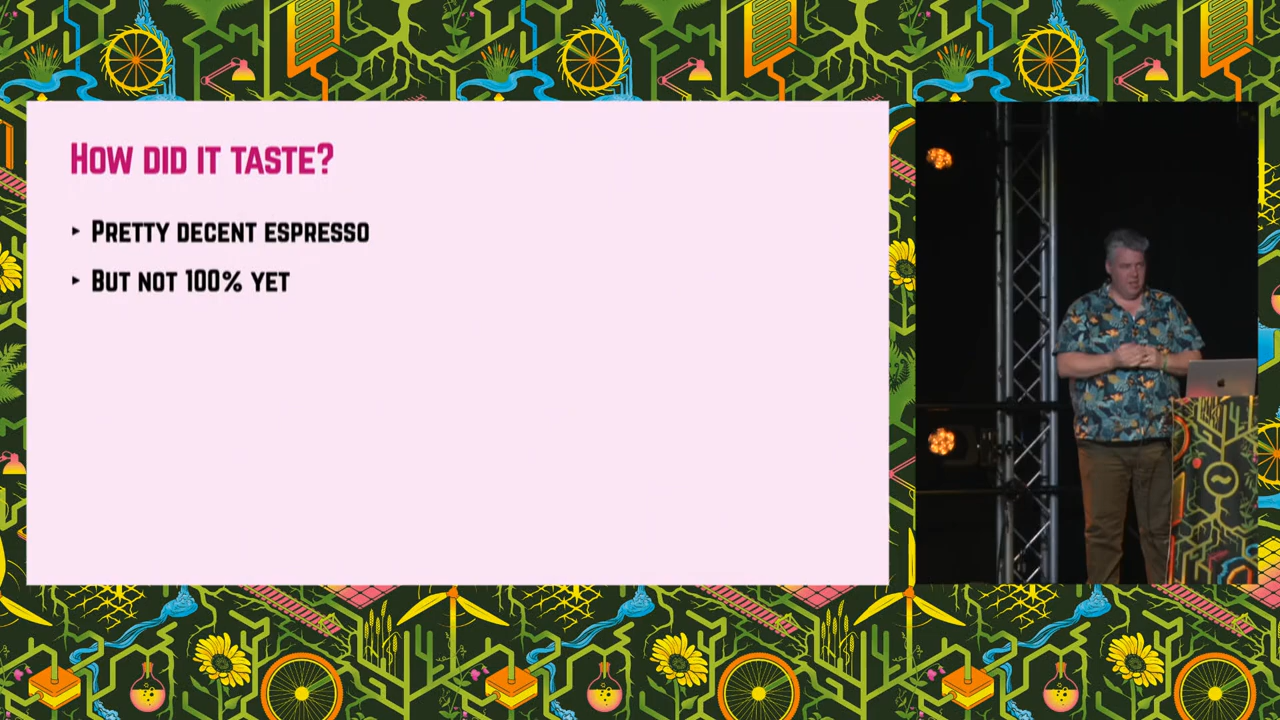 How did it taste?
‣ Pretty decent espresso
‣ But not 100% yet